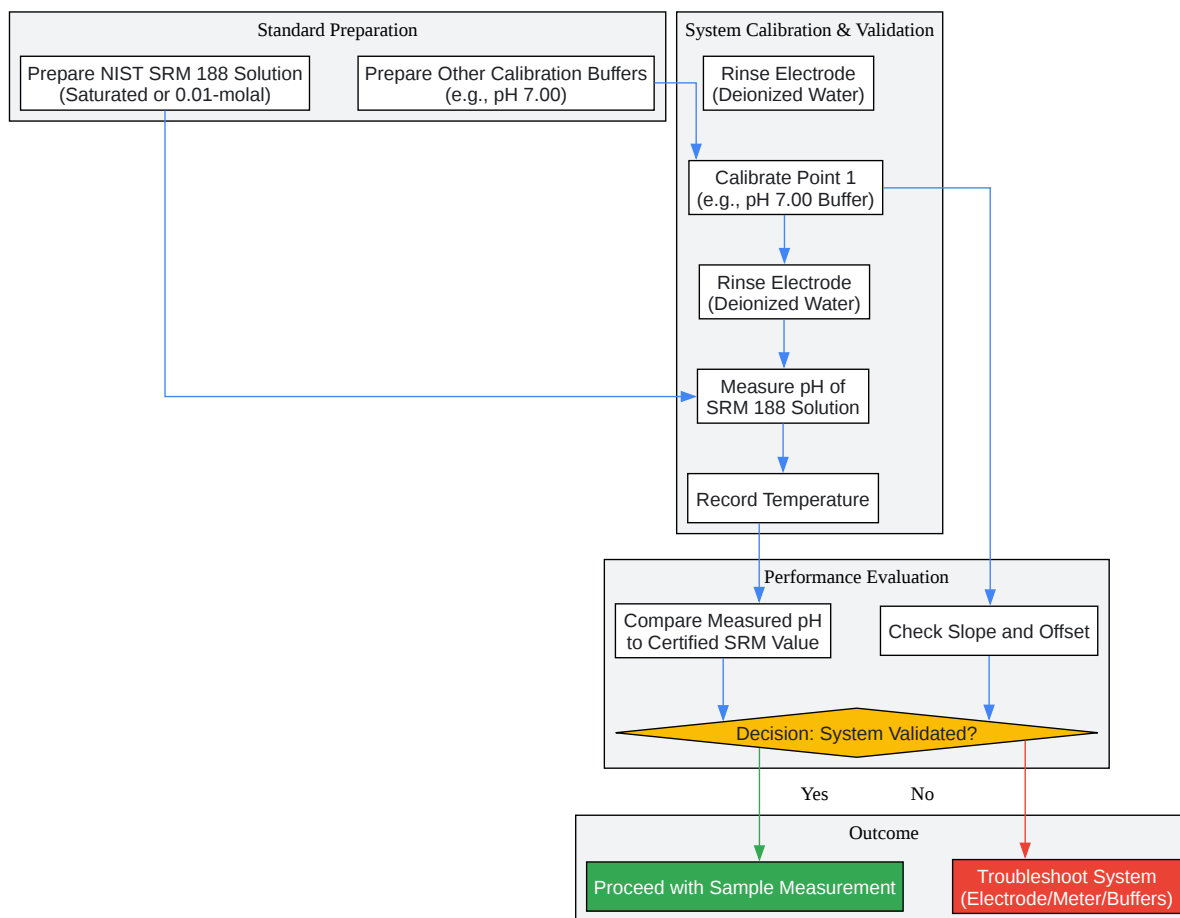 Standard Preparation
Prepare NIST SRM 188 Solution
(Saturated or 0.01-molal)
Prepare Other Calibration Buffers
(e.g., pH 7.00)
System Calibration & Validation
Rinse Electrode
(Deionized Water)
Calibrate Point 1
(e.g., pH 7.00 Buffer)
Rinse Electrode
(Deionized Water)
Measure pH of
SRM 188 Solution
Record Temperature
Performance Evaluation
Compare Measured pH
to Certified SRM Value
Check Slope and Offset
Decision: System Validated?
Yes
No
Outcome
Proceed with Sample Measurement
Troubleshoot System
(Electrode/Meter/Buffers)